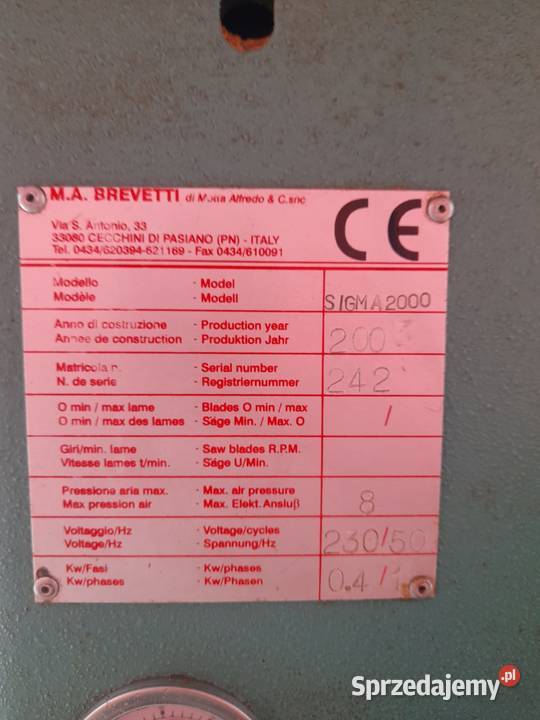 M.A. BREVETTI di Motta Alfredo & C.snc
Via S. Antonio, 33
33080 CECCHINI DI PASIANO (PN) - ITALY
Tel. 0434/620394-621169 - Fax 0434/610091
CE
Modello - Model
Modèle - Modell
SIGMA2000
Anno di costruzione - Production year
Année de construction - Produktion Jahr
Matricola n. - Serial number
N. de serie - Registriernummer
242
O min / max lame - Blades O min / max
O min / max des lames - Säge Min. / Max. O
/
Giri/min. lame - Saw blades R.P.M.
Vitesse lames t/min. - Säge U/Min.
Pressione aria max. - Max. air pressure
Max pression air - Max. Elekt. Ansluß
8
Voltaggio/Hz - Voltage/cycles
Voltage/Hz - Spannung/Hz
230/50
Kw/Fasi - Kw/phases
Kw/phases - Kw/Phasen
0.4/1
Sprzedajemy.pl